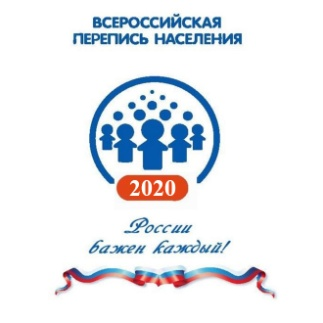 ВСЕРОССИЙСКАЯ
ПЕРЕПИСЬ НАСЕЛЕНИЯ
2020
России
важен каждый!